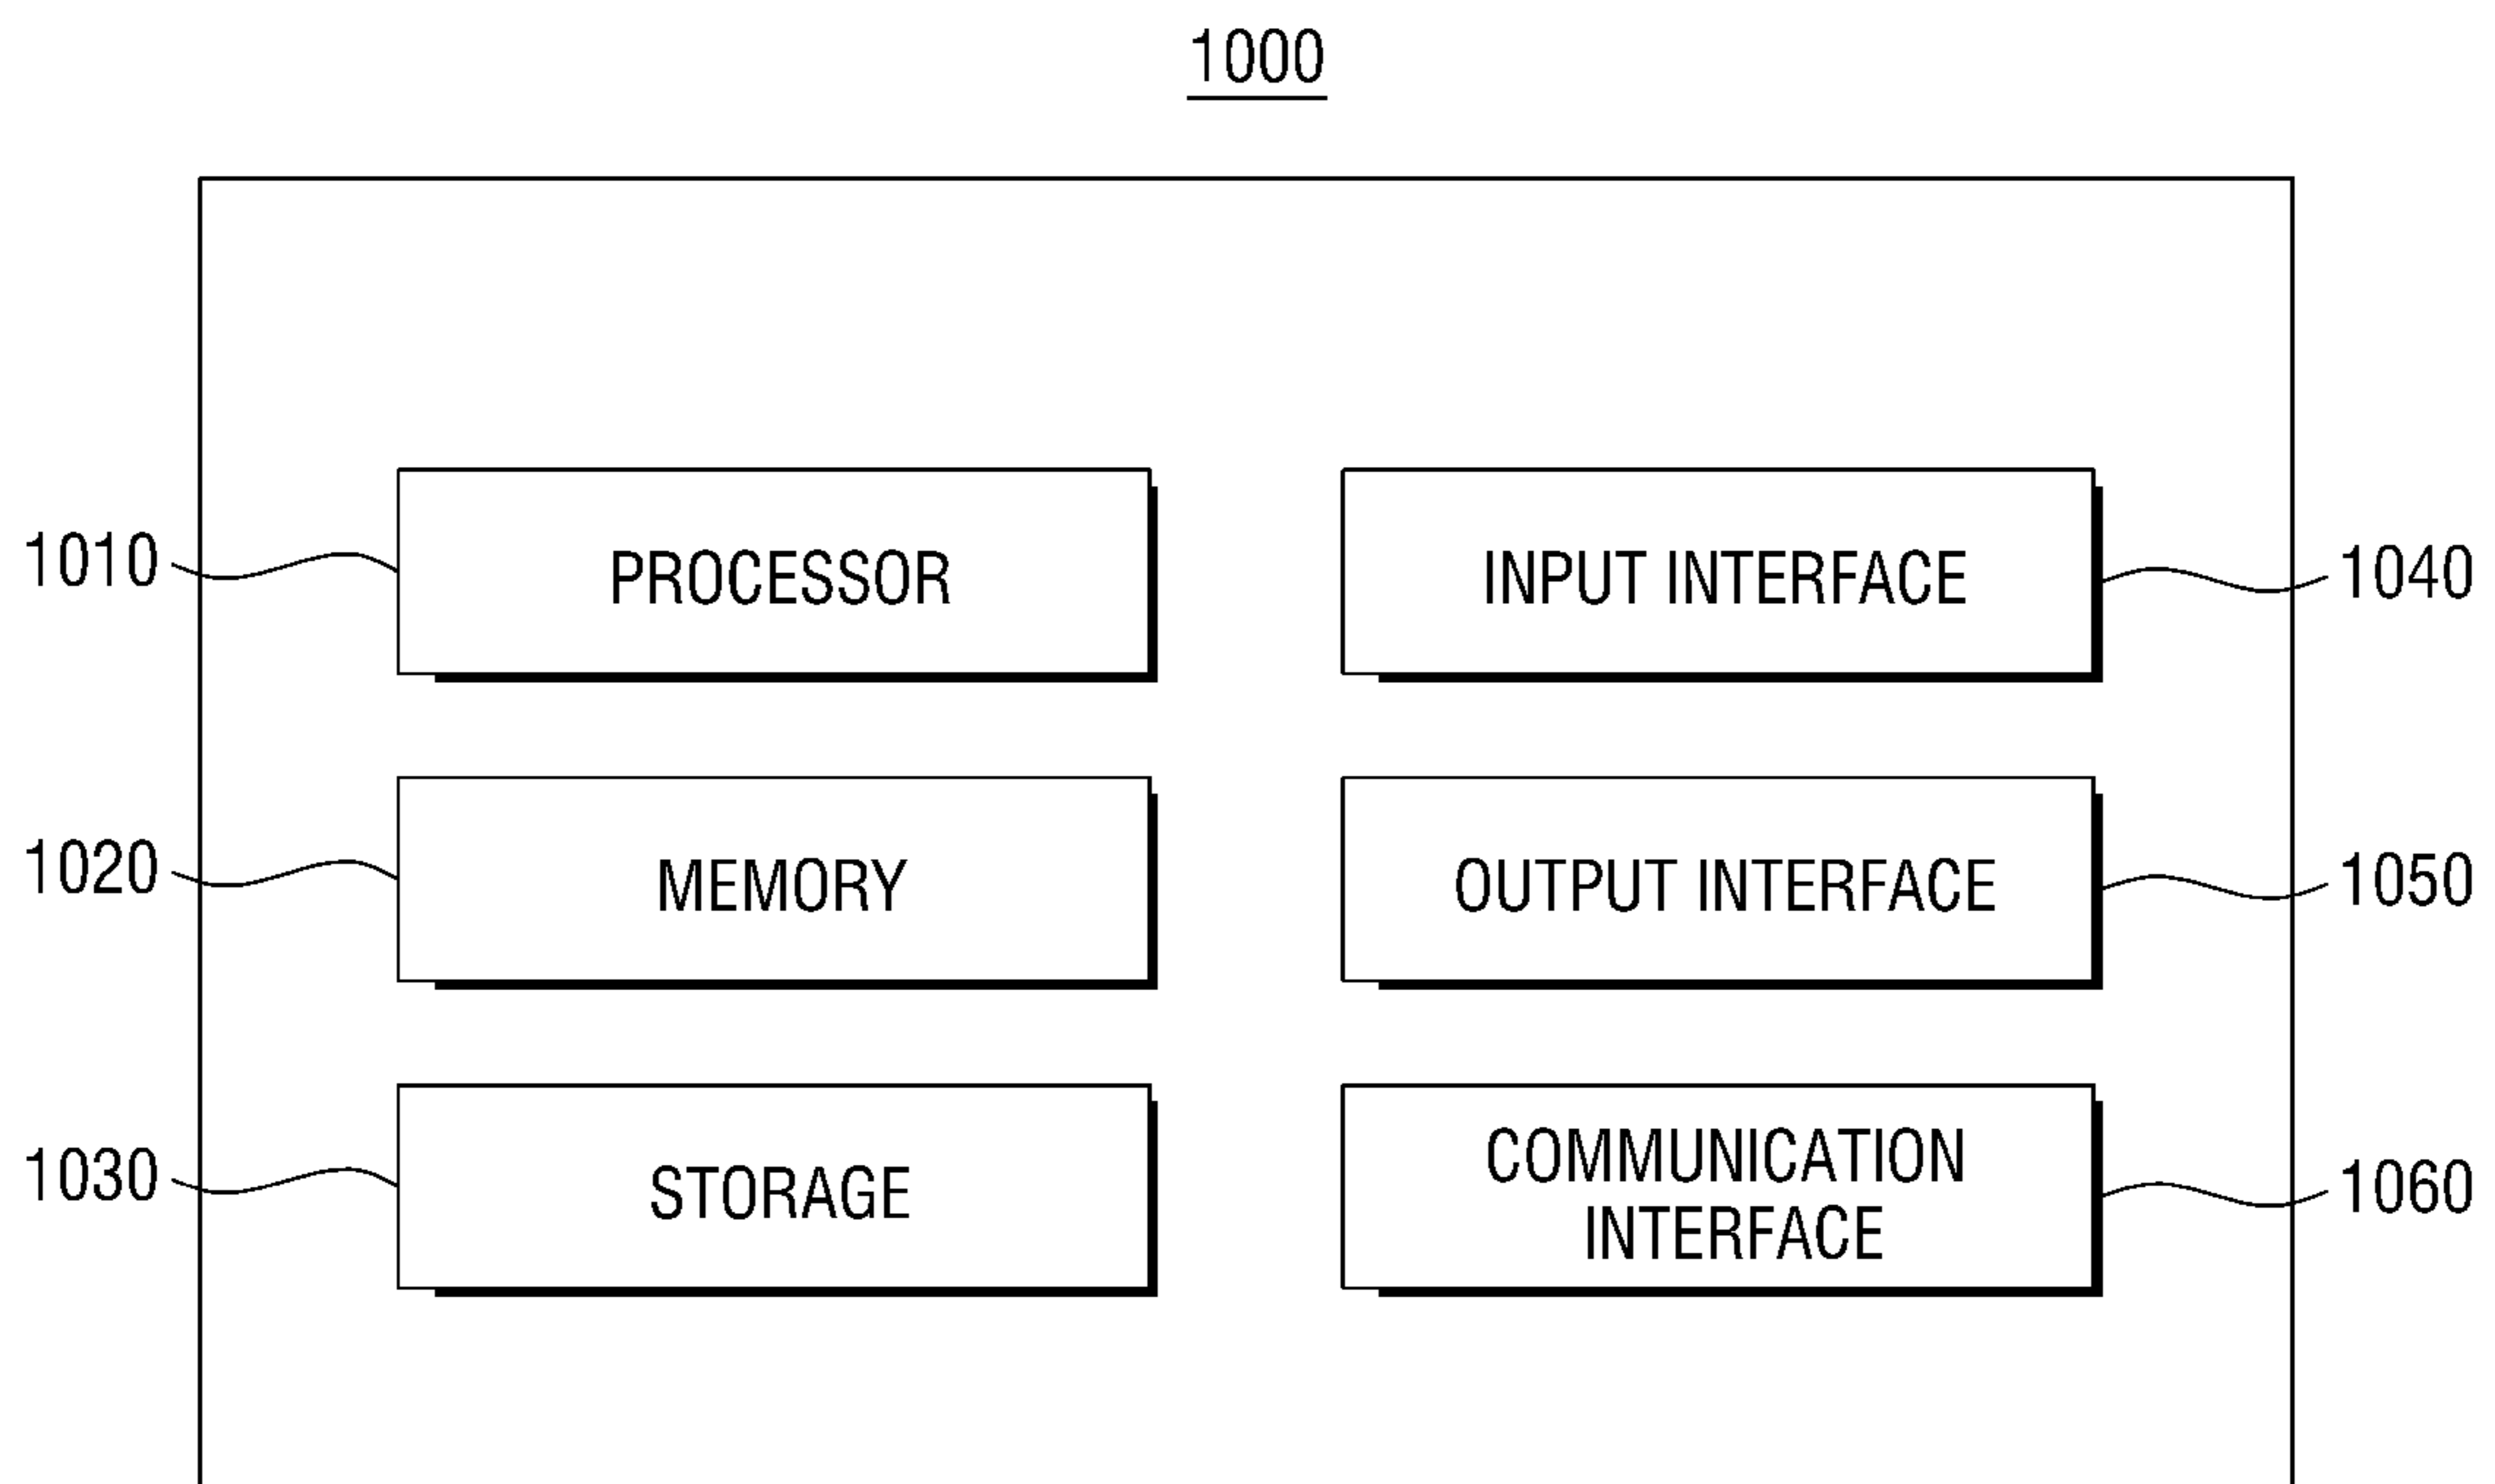 1000
1010
PROCESSOR
INPUT INTERFACE
1040
1020
MEMORY
OUTPUT INTERFACE
1050
1030
STORAGE
COMMUNICATION
INTERFACE
1060